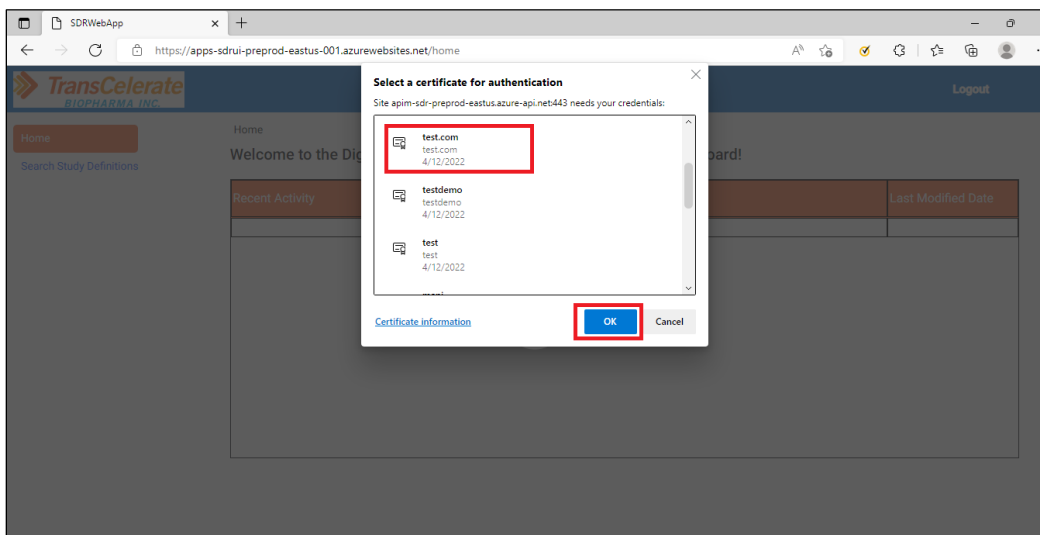 SDRWebApp
https://apps-sdrui-preprod-eastus-001.azurewebsites.net/home
TransCelerate
BIOPHARMA INC.
Logout
Home
Search Study Definitions
Home
Welcome to the Dig
oard!
Recent Activity
Last Modified Date
Select a certificate for authentication
Site apim-sdr-preprod-eastus.azure-api.net:443 needs your credentials:
test.com
test.com
4/12/2022
testdemo
testdemo
4/12/2022
test
test
4/12/2022
Certificate information
OK
Cancel